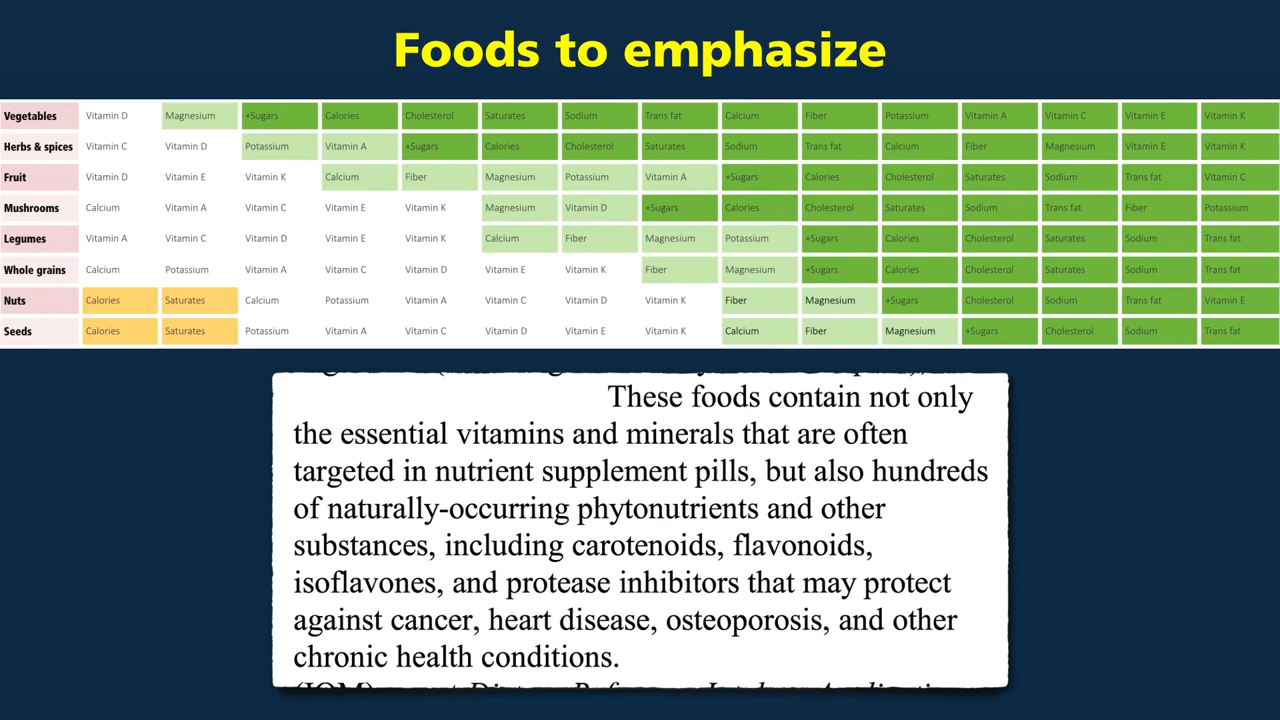 Foods to emphasize
Vegetables Vitamin D Magnesium +Sugars Calories Cholesterol Saturates Sodium Trans fat Calcium Fiber Potassium Vitamin A Vitamin C Vitamin E Vitamin K
Herbs & spices Vitamin C Vitamin D Potassium Vitamin A +Sugars Calories Cholesterol Saturates Sodium Trans fat Calcium Fiber Magnesium Vitamin E Vitamin K
Fruit Vitamin D Vitamin E Vitamin K Calcium Fiber Magnesium Potassium Vitamin A +Sugars Calories Cholesterol Saturates Sodium Trans fat Vitamin C
Mushrooms Calcium Vitamin A Vitamin C Vitamin E Vitamin K Magnesium Vitamin D +Sugars Calories Cholesterol Saturates Sodium Trans fat Fiber Potassium
Legumes Vitamin A Vitamin C Vitamin D Vitamin E Vitamin K Calcium Fiber Magnesium Potassium +Sugars Calories Cholesterol Saturates Sodium Trans fat
Whole grains Calcium Potassium Vitamin A Vitamin C Vitamin D Vitamin E Vitamin K Fiber Magnesium +Sugars Calories Cholesterol Saturates Sodium Trans fat
Nuts Calories Saturates Calcium Potassium Vitamin A Vitamin C Vitamin D Vitamin K Fiber Magnesium +Sugars Cholesterol Sodium Trans fat Vitamin E
Seeds Calories Saturates Potassium Vitamin A Vitamin C Vitamin D Vitamin E Vitamin K Calcium Fiber Magnesium +Sugars Cholesterol Sodium Trans fat
These foods contain not only
the essential vitamins and minerals that are often
targeted in nutrient supplement pills, but also hundreds
of naturally-occurring phytonutrients and other
substances, including carotenoids, flavonoids,
isoflavones, and protease inhibitors that may protect
against cancer, heart disease, osteoporosis, and other
chronic health conditions.